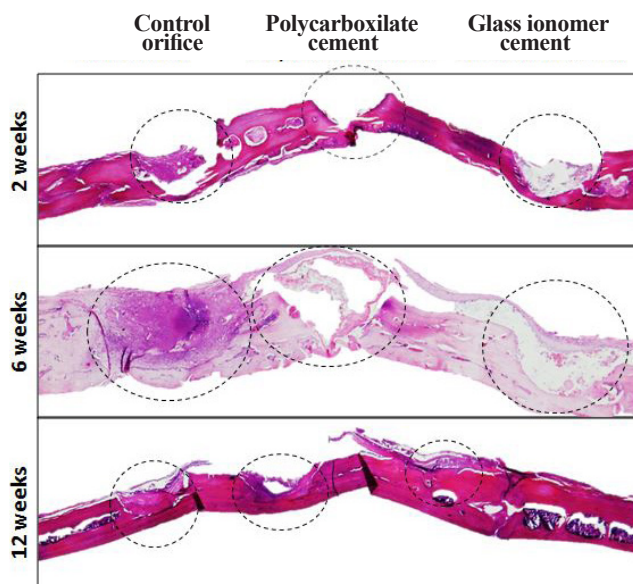 Control Polycarboxilate Glass ionomer
orifice cement cement
2 weeks
6 weeks
12 weeks